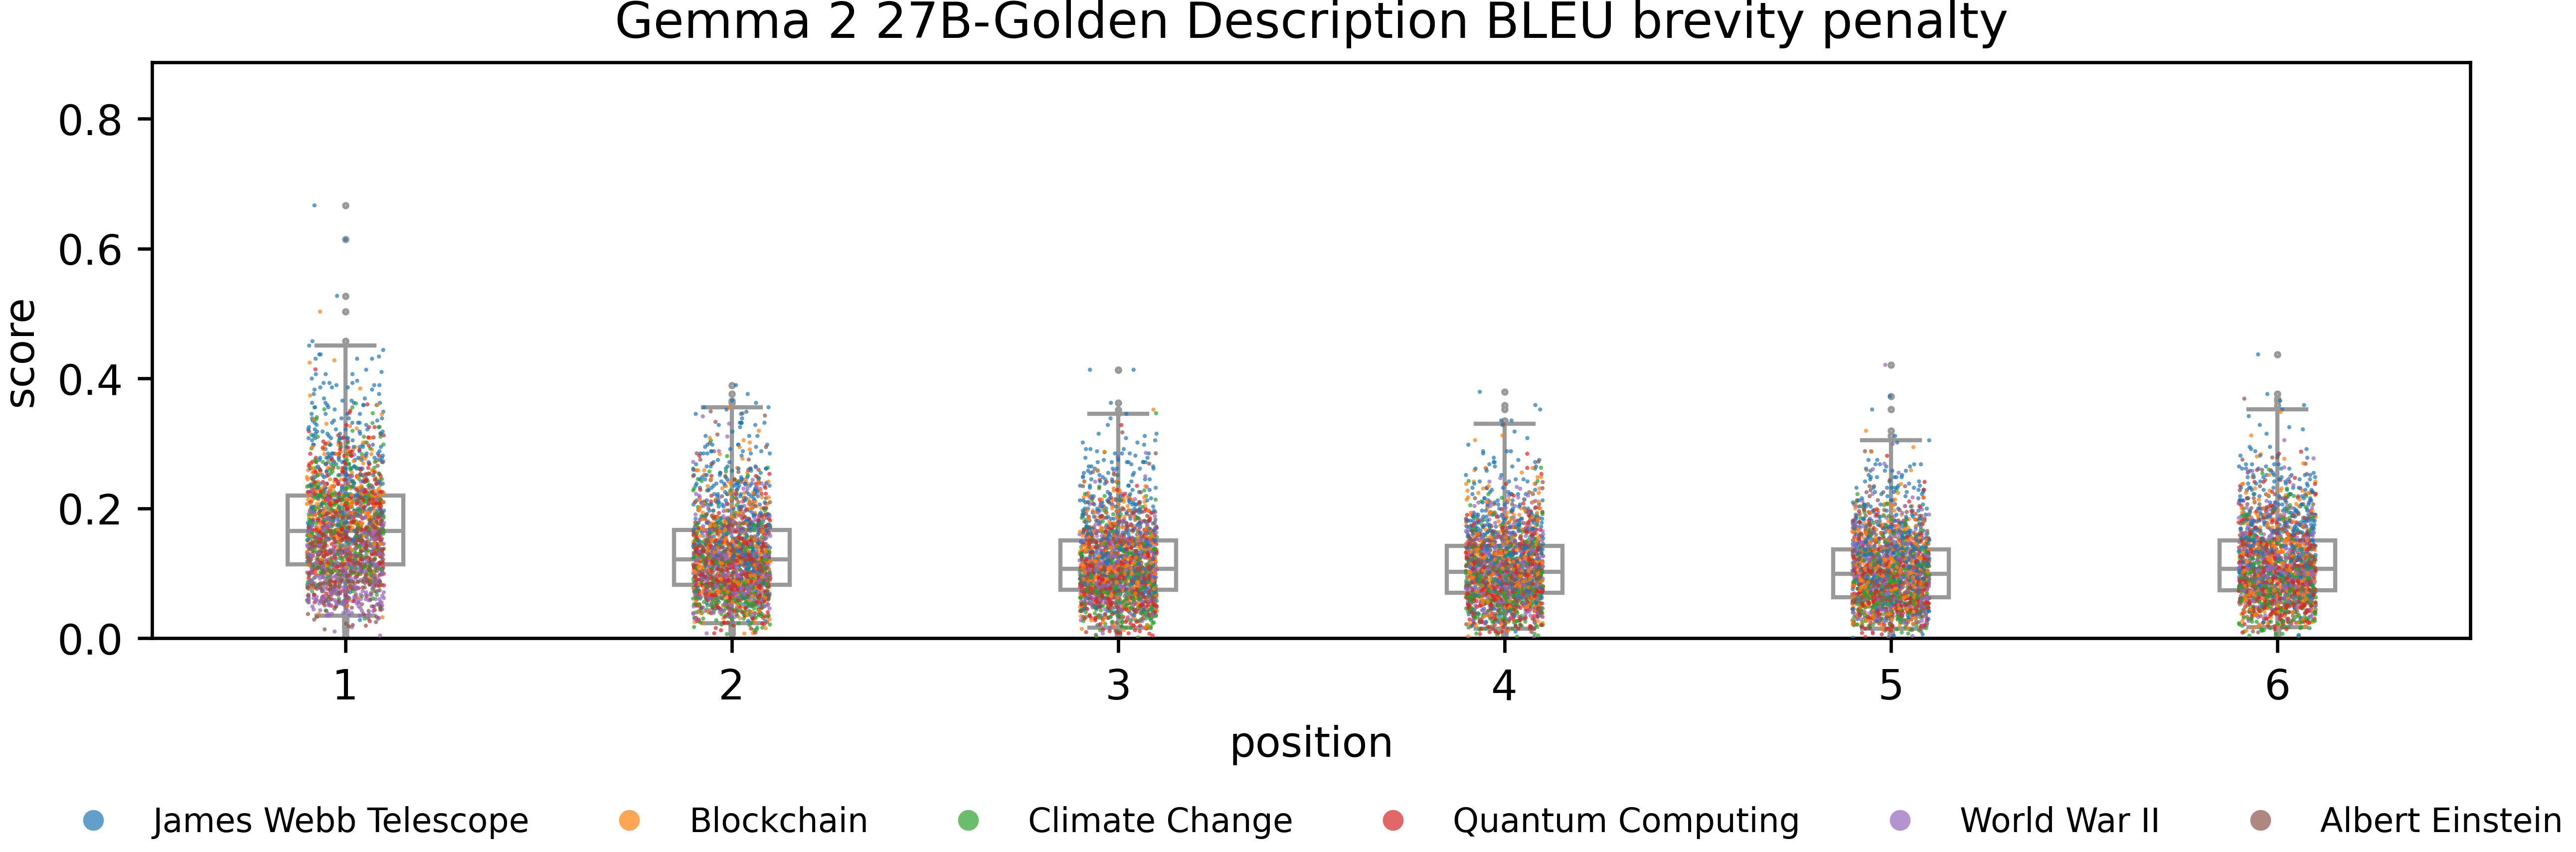 Gemma 2 27B-Golden Description BLEU brevity penalty
score
0.8
0.6
0.4
0.2
0.0
1 2 3 4 5 6
position
James Webb Telescope Blockchain Climate Change Quantum Computing World War II Albert Einstein